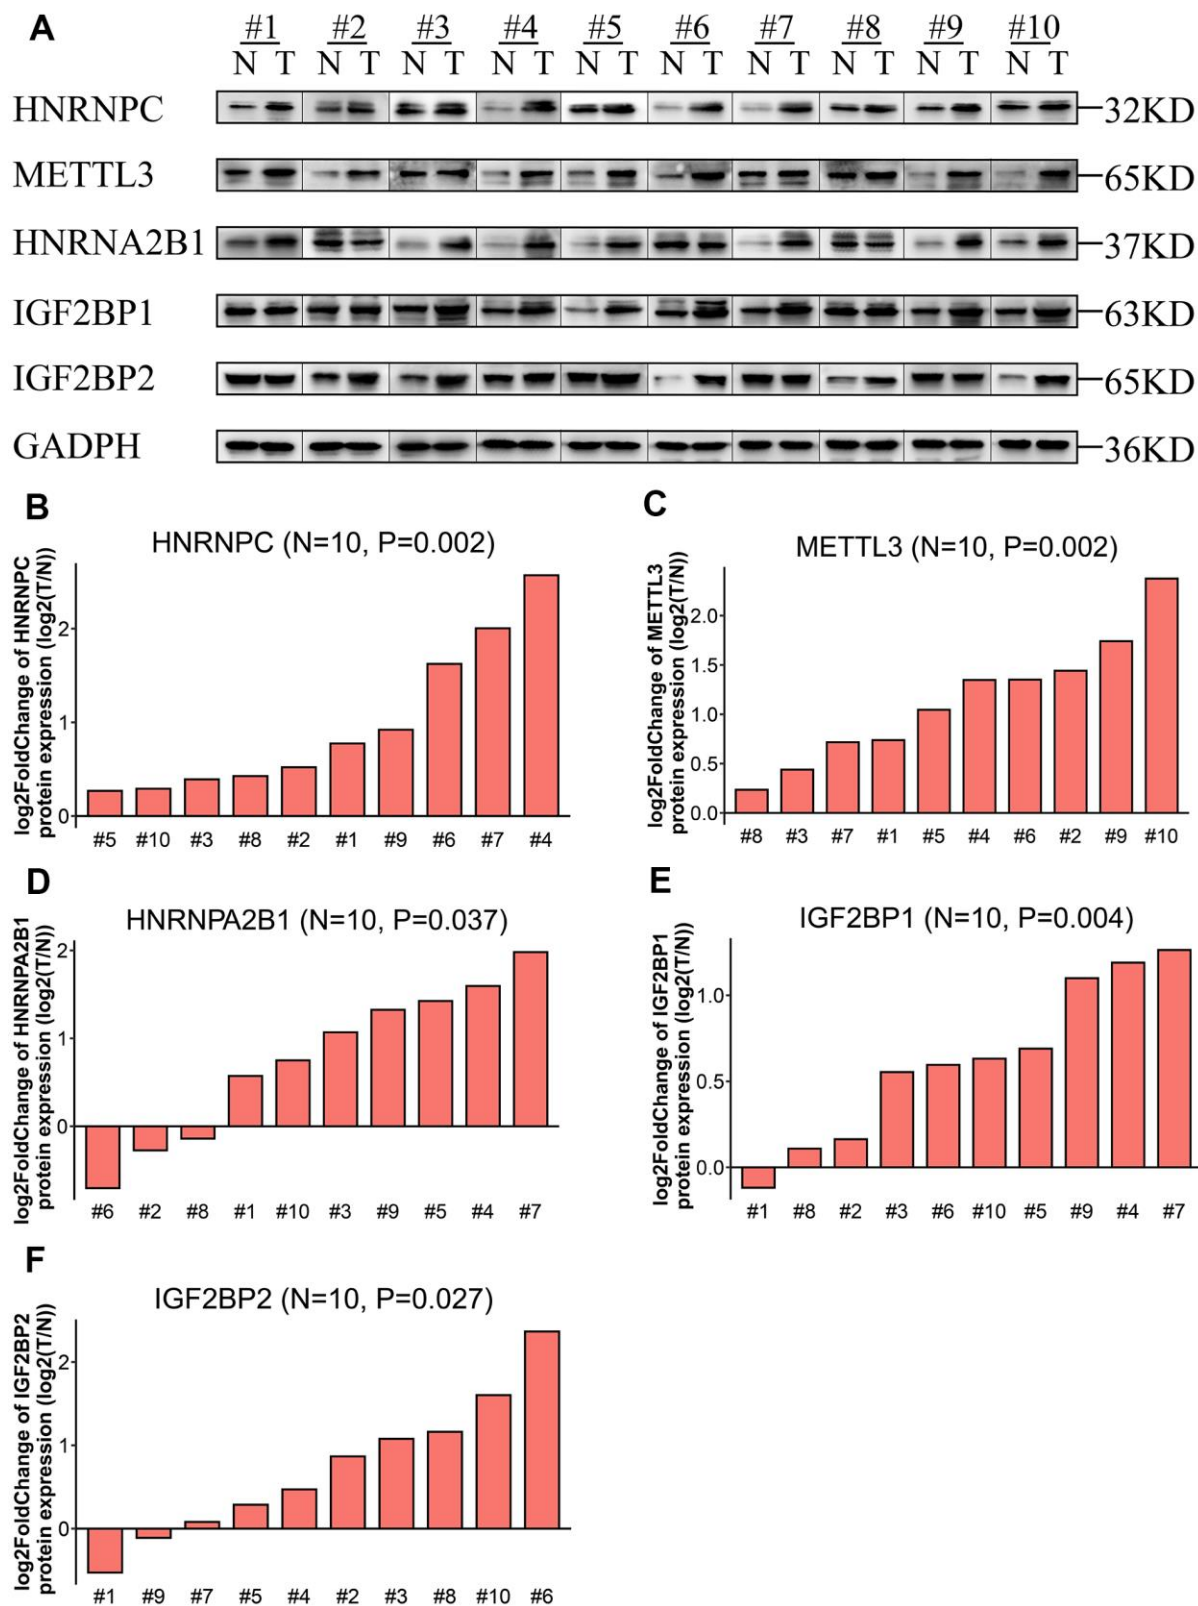 A
#1 #2 #3 #4 #5 #6 #7 #8 #9 #10
N T N T N T N T N T N T N T N T N T N T
HNRNPC 32KD
METTL3 65KD
HNRNA2B1 37KD
IGF2BP1 63KD
IGF2BP2 65KD
GADPH 36KD
B
HNRNPC (N=10, P=0.002)
log2FoldChange of HNRNPC
protein expression (log2(T/N))
2
1
0
#5 #10 #3 #8 #2 #1 #9 #6 #7 #4
C
METTL3 (N=10, P=0.002)
log2FoldChange of METTL3
protein expression (log2(T/N))
2.0
1.5
1.0
0.5
0.0
#8 #3 #7 #1 #5 #4 #6 #2 #9 #10
D
HNRNPA2B1 (N=10, P=0.037)
log2FoldChange of HNRNPA2B1
protein expression (log2(T/N))
2
1
0
#6 #2 #8 #1 #10 #3 #9 #5 #4 #7
E
IGF2BP1 (N=10, P=0.004)
log2FoldChange of IGF2BP1
protein expression (log2(T/N))
1.0
0.5
0.0
#1 #8 #2 #3 #6 #10 #5 #9 #4 #7
F
IGF2BP2 (N=10, P=0.027)
log2FoldChange of IGF2BP2
protein expression (log2(T/N))
2
1
0
#1 #9 #7 #5 #4 #2 #3 #8 #10 #6